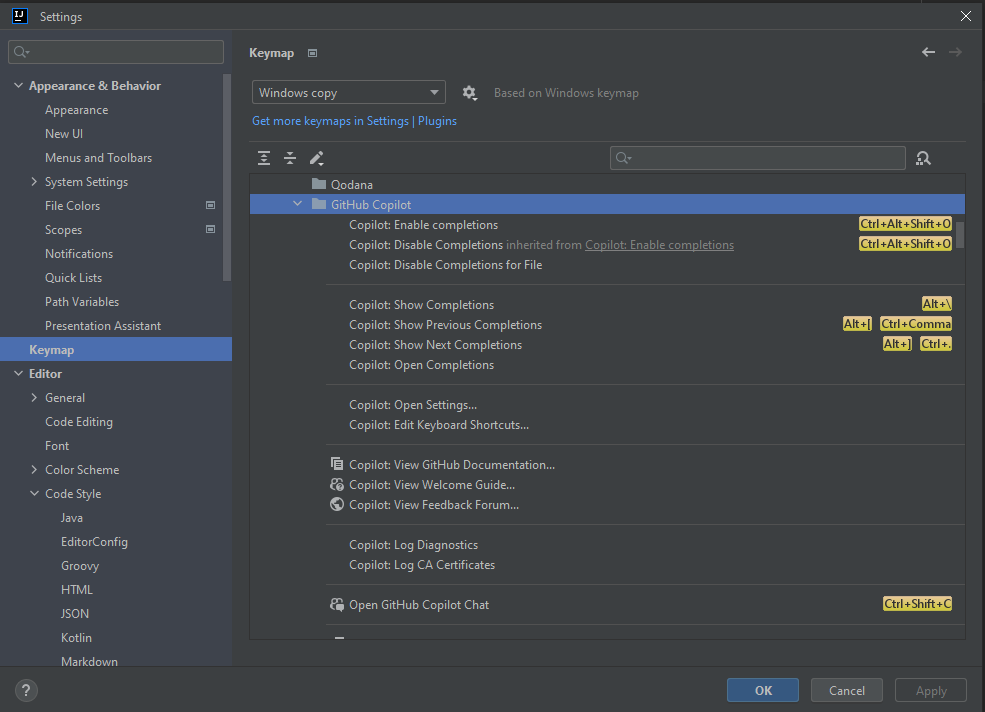 IJ
Settings
Appearance & Behavior
Appearance
New UI
Menus and Toolbars
System Settings
File Colors
Scopes
Notifications
Quick Lists
Path Variables
Presentation Assistant
Keymap
Editor
General
Code Editing
Font
Color Scheme
Code Style
Java
EditorConfig
Groovy
HTML
JSON
Kotlin
Markdown
Keymap
Windows copy
Based on Windows keymap
Get more keymaps in Settings | Plugins
Qodana
GitHub Copilot
Copilot: Enable completions Ctrl+Alt+Shift+O
Copilot: Disable Completions inherited from Copilot: Enable completions Ctrl+Alt+Shift+O
Copilot: Disable Completions for File
Copilot: Show Completions Alt+\
Copilot: Show Previous Completions Alt+[ Ctrl+Comma
Copilot: Show Next Completions Alt+] Ctrl+.
Copilot: Open Completions
Copilot: Open Settings...
Copilot: Edit Keyboard Shortcuts...
Copilot: View GitHub Documentation...
Copilot: View Welcome Guide...
Copilot: View Feedback Forum...
Copilot: Log Diagnostics
Copilot: Log CA Certificates
Open GitHub Copilot Chat Ctrl+Shift+C
?
OK
Cancel
Apply